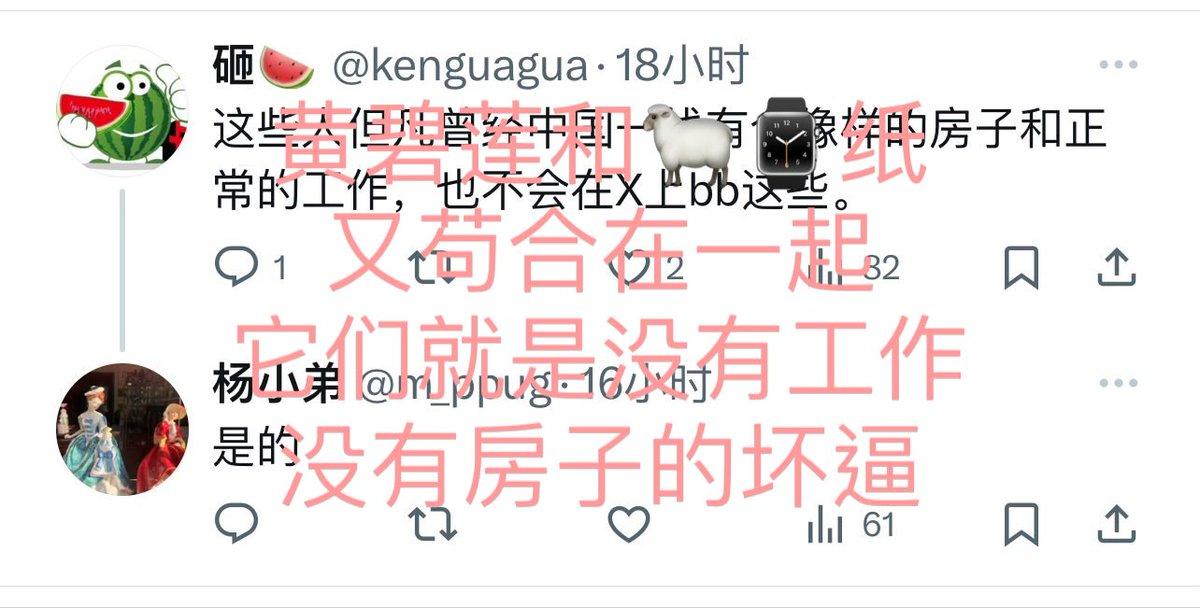 砸🍉 @kenguagua · 18小时
这些人但凡曾经中国一 有个像样的房子和正
常的工作，也不会在X上bb这些。
1 2 32
杨小弟 @m_ppug · 16小时
是的
61
黄碧莲和🐑⌚纸
又苟合在一起
它们就是没有工作
没有房子的坏逼